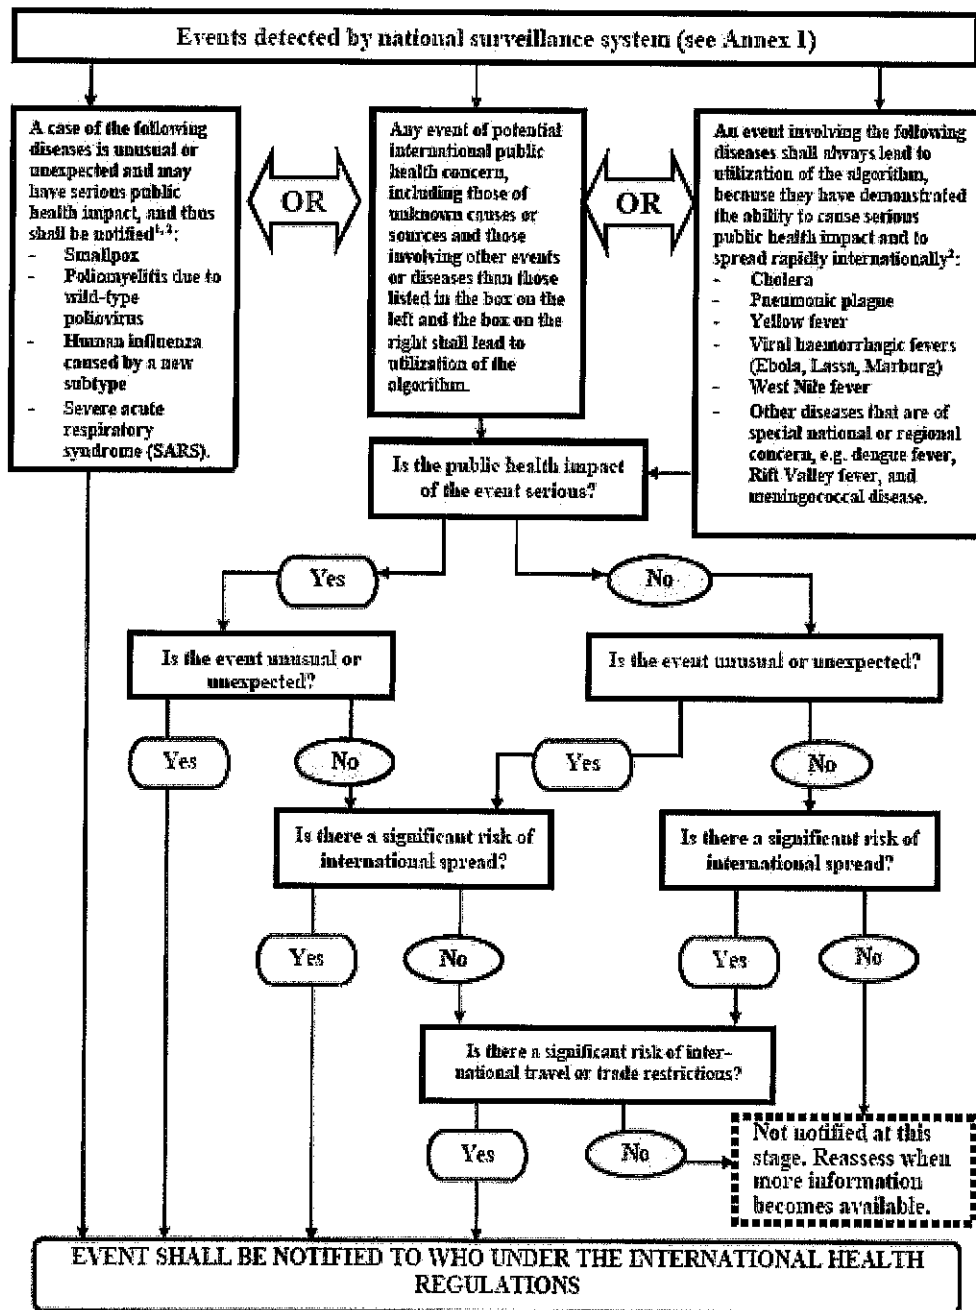 Events detected by national surveillance system (see Annex 1)
A case of the following
diseases is unusual or
unexpected and may
have serious public
health impact, and thus
shall be notified¹,²:
- Smallpox
- Poliomyelitis due to
wild-type
poliovirus
- Human influenza
caused by a new
subtype
- Severe acute
respiratory
syndrome (SARS).
OR
Any event of potential
international public
health concern,
including those of
unknown causes or
sources and those
involving other events
or diseases than those
listed in the box on the
left and the box on the
right shall lead to
utilization of the
algorithm.
OR
An event involving the following
diseases shall always lead to
utilization of the algorithm,
because they have demonstrated
the ability to cause serious
public health impact and to
spread rapidly internationally²:
- Cholera
- Pneumonic plague
- Yellow fever
- Viral haemorrhagic fevers
(Ebola, Lassa, Marburg)
- West Nile fever
- Other diseases that are of
special national or regional
concern, e.g. dengue fever,
Rift Valley fever, and
meningococcal disease.
Is the public health impact
of the event serious?
Yes
No
Is the event unusual or
unexpected?
Is the event unusual or unexpected?
Yes
No
Yes
No
Is there a significant risk of
international spread?
Is there a significant risk of
international spread?
Yes
No
Yes
No
Is there a significant risk of inter-
national travel or trade restrictions?
Yes
No
Not notified at this
stage. Reassess when
more information
becomes available.
EVENT SHALL BE NOTIFIED TO WHO UNDER THE INTERNATIONAL HEALTH
REGULATIONS